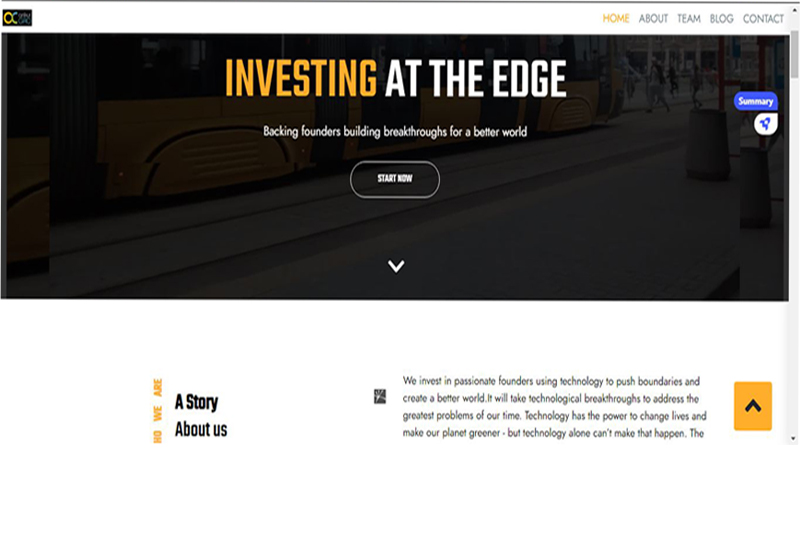 HOME ABOUT TEAM BLOG CONTACT
INVESTING AT THE EDGE
Summary
Backing founders building breakthroughs for a better world
START NOW
HO WE ARE
A Story
About us
We invest in passionate founders using technology to push boundaries and
create a better world.It will take technological breakthroughs to address the
greatest problems of our time. Technology has the power to change lives and
make our planet greener - but technology alone can't make that happen. The